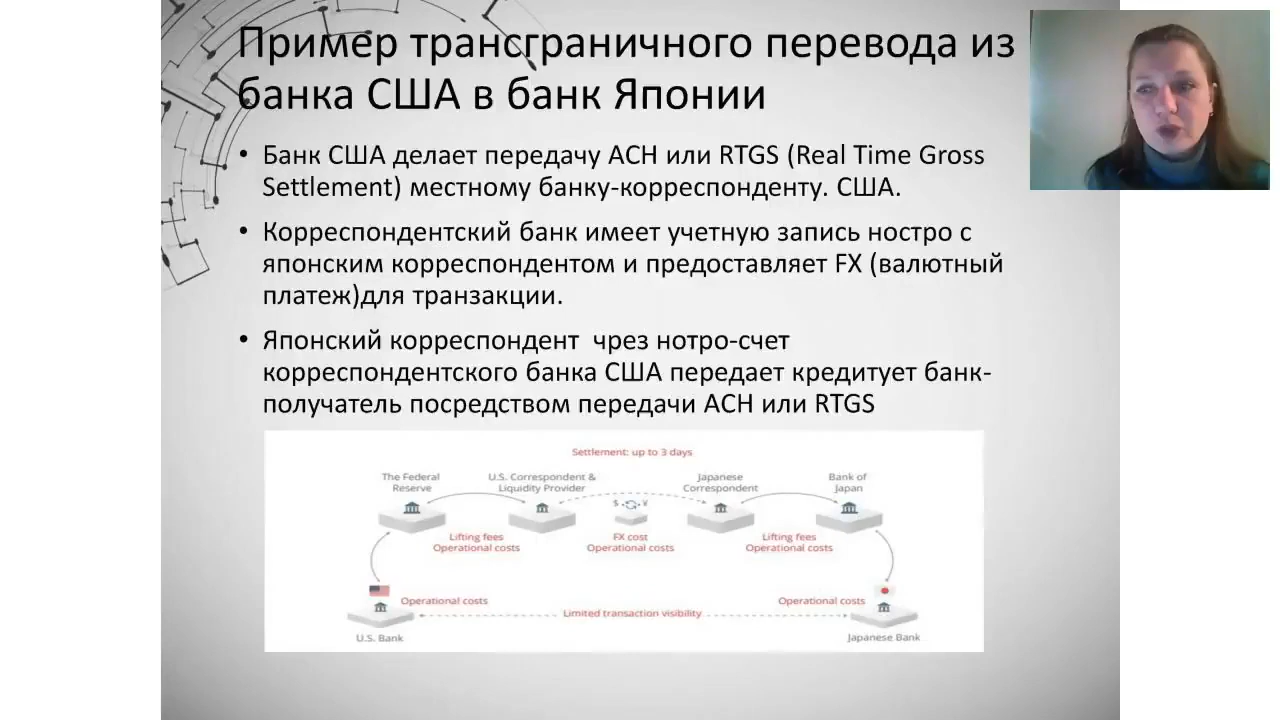 Пример трансграничного перевода из
банка США в банк Японии
• Банк США делает передачу ACH или RTGS (Real Time Gross
Settlement) местному банку-корреспонденту. США.
• Корреспондентский банк имеет учетную запись ностро с
японским корреспондентом и предоставляет FX (валютный
платеж)для транзакции.
• Японский корреспондент чрез нотро-счет
корреспондентского банка США передает кредитует банк-
получатель посредством передачи ACH или RTGS
Settlement: up to 3 days
The Federal
Reserve
U.S. Correspondent &
Liquidity Provider
Japanese
Correspondent
Bank of
Japan
$ ¥
Lifting fees
Operational costs
FX cost
Operational costs
Lifting fees
Operational costs
Operational costs
Limited transaction visibility
Operational costs
U.S. Bank
Japanese Bank